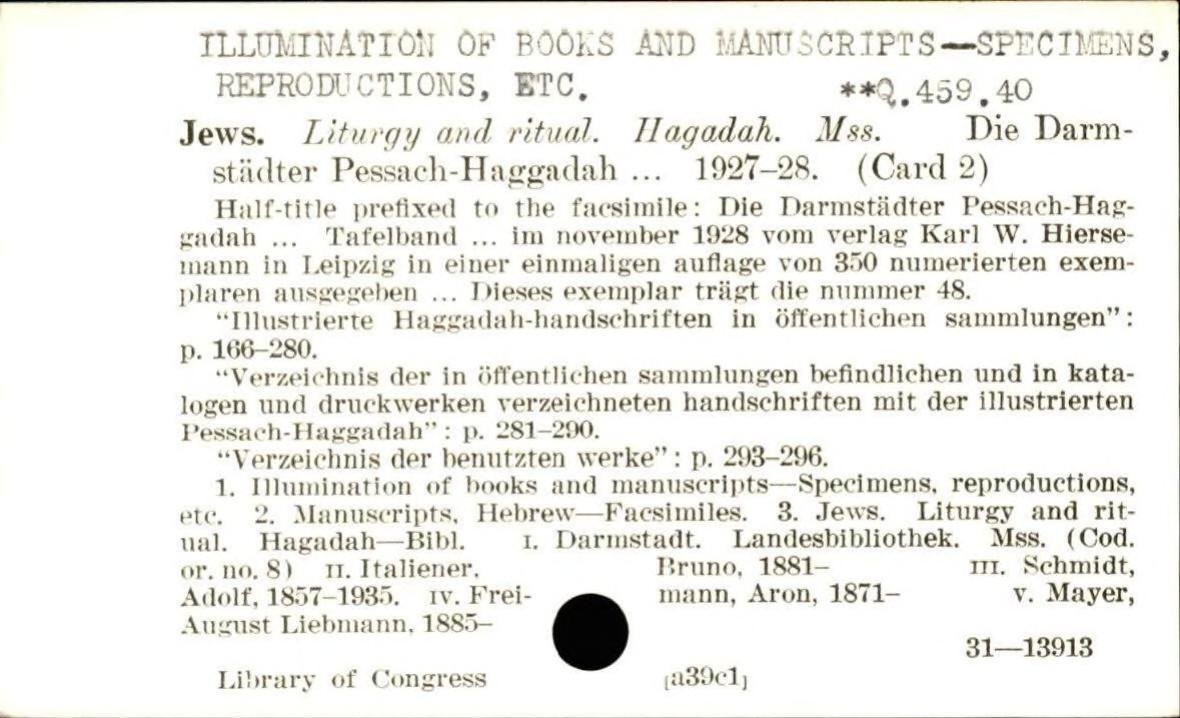 ILLUMINATION OF BOOKS AND MANUSCRIPTS—SPECIMENS,
REPRODUCTIONS, ETC. **Q.459.40
Jews. Liturgy and ritual. Hagadah. Mss. Die Darm-
städter Pessach-Haggadah ... 1927–28. (Card 2)
Half-title prefixed to the facsimile: Die Darmstädter Pessach-Hag-
gadah ... Tafelband ... im november 1928 vom verlag Karl W. Hierse-
mann in Leipzig in einer einmaligen auflage von 350 numerierten exem-
plaren ausgegeben ... Dieses exemplar trägt die nummer 48.
"Illustrierte Haggadah-handschriften in öffentlichen sammlungen":
p. 166–280.
"Verzeichnis der in öffentlichen sammlungen befindlichen und in kata-
logen und druckwerken verzeichneten handschriften mit der illustrierten
Pessach-Haggadah": p. 281–290.
"Verzeichnis der benutzten werke": p. 293–296.
1. Illumination of books and manuscripts—Specimens, reproductions,
etc. 2. Manuscripts, Hebrew—Facsimiles. 3. Jews. Liturgy and rit-
ual. Hagadah—Bibl. I. Darmstadt. Landesbibliothek. Mss. (Cod.
or. no. 8) II. Italiener, Bruno, 1881– III. Schmidt,
Adolf, 1857–1935. IV. Frei- mann, Aron, 1871– V. Mayer,
August Liebmann, 1885–
31—13913
Library of Congress [a39c1]